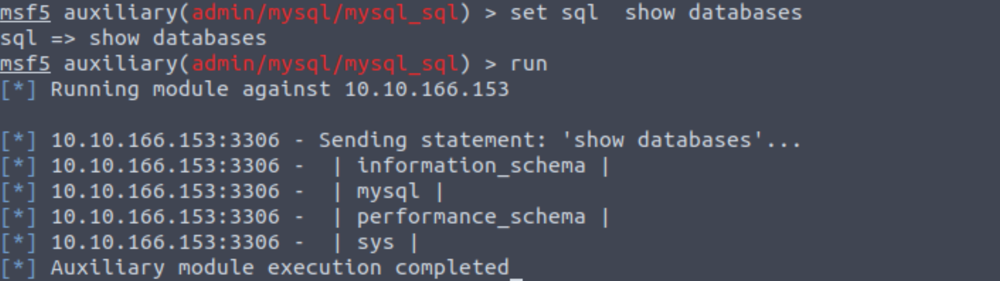 msf5 auxiliary(admin/mysql/mysql_sql) > set sql  show databases
sql => show databases
msf5 auxiliary(admin/mysql/mysql_sql) > run
[*] Running module against 10.10.166.153
[*] 10.10.166.153:3306 - Sending statement: 'show databases'...
[*] 10.10.166.153:3306 -  | information_schema |
[*] 10.10.166.153:3306 -  | mysql |
[*] 10.10.166.153:3306 -  | performance_schema |
[*] 10.10.166.153:3306 -  | sys |
[*] Auxiliary module execution completed